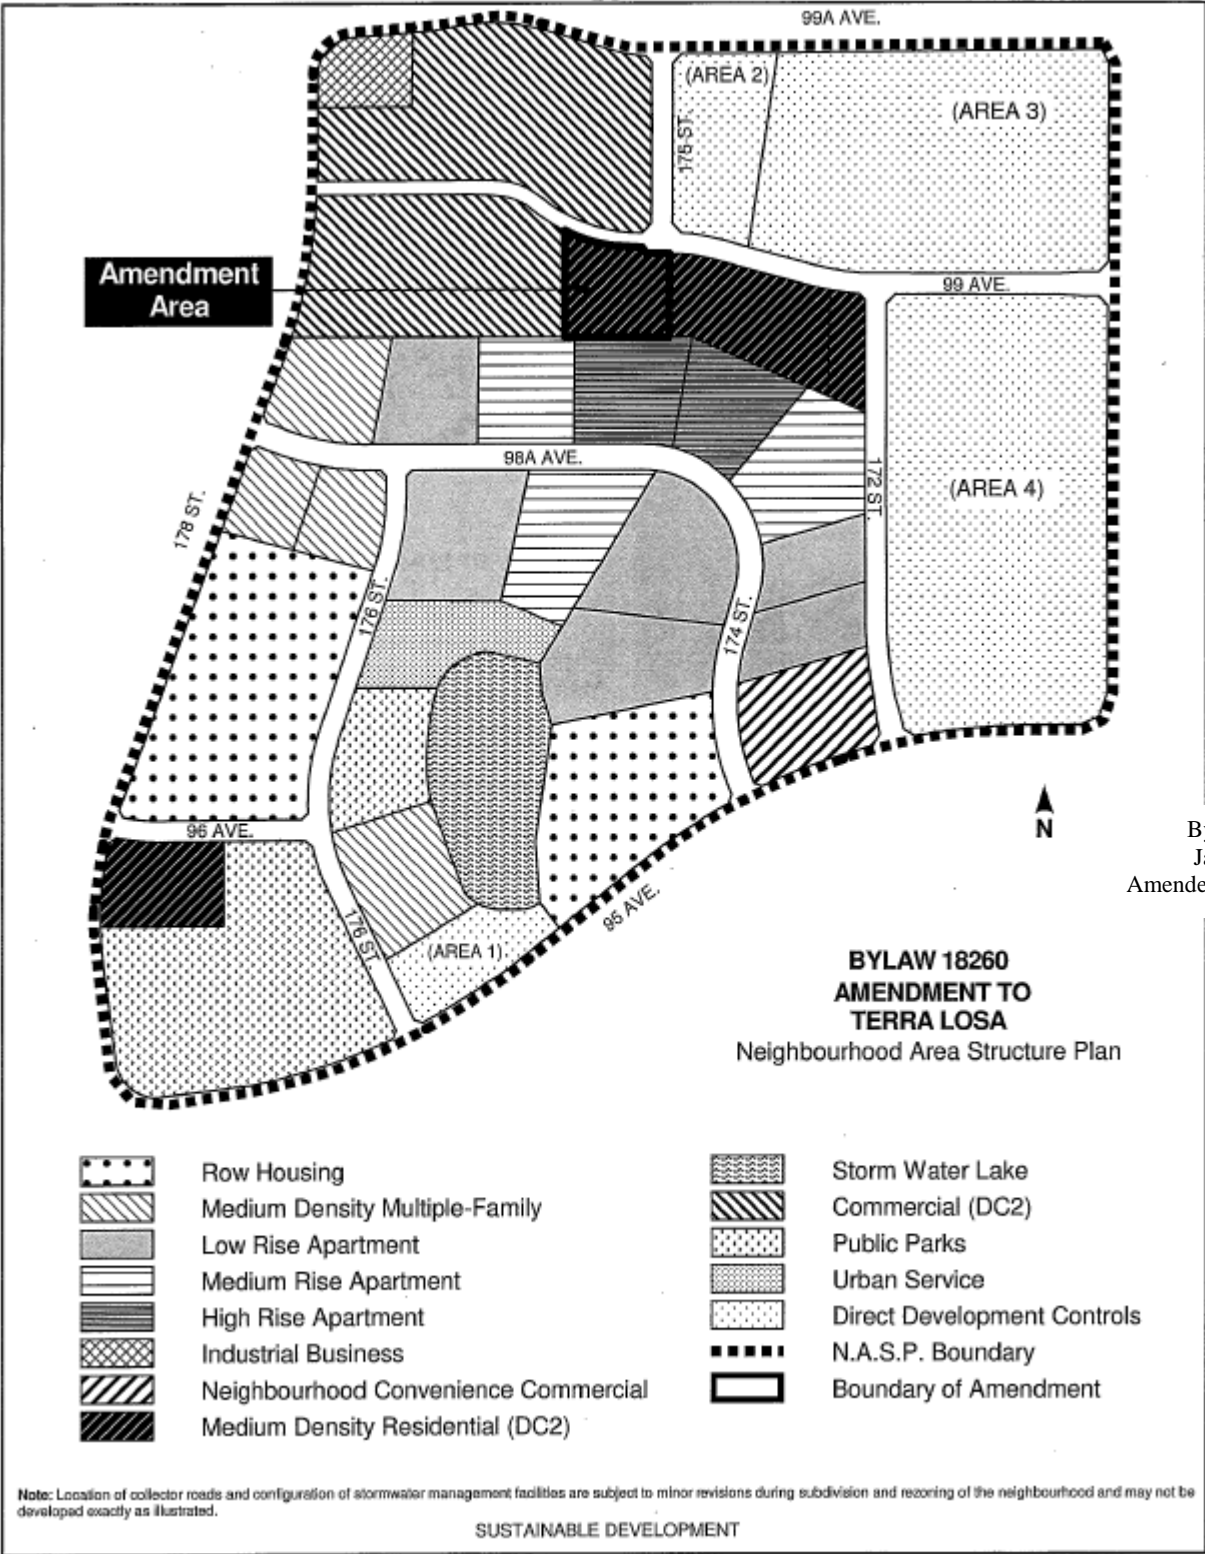 99A AVE.
(AREA 2)
(AREA 3)
175 ST.
Amendment
Area
99 AVE.
98A AVE.
172 ST.
(AREA 4)
178 ST.
176 ST.
174 ST.
96 AVE.
95 AVE.
176 ST
(AREA 1)
N
Amende
BYLAW 18260
AMENDMENT TO
TERRA LOSA
Neighbourhood Area Structure Plan
Row Housing
Medium Density Multiple-Family
Low Rise Apartment
Medium Rise Apartment
High Rise Apartment
Industrial Business
Neighbourhood Convenience Commercial
Medium Density Residential (DC2)
Storm Water Lake
Commercial (DC2)
Public Parks
Urban Service
Direct Development Controls
N.A.S.P. Boundary
Boundary of Amendment
Note: Location of collector roads and configuration of stormwater management facilities are subject to minor revisions during subdivision and rezoning of the neighbourhood and may not be
developed exactly as illustrated.
SUSTAINABLE DEVELOPMENT